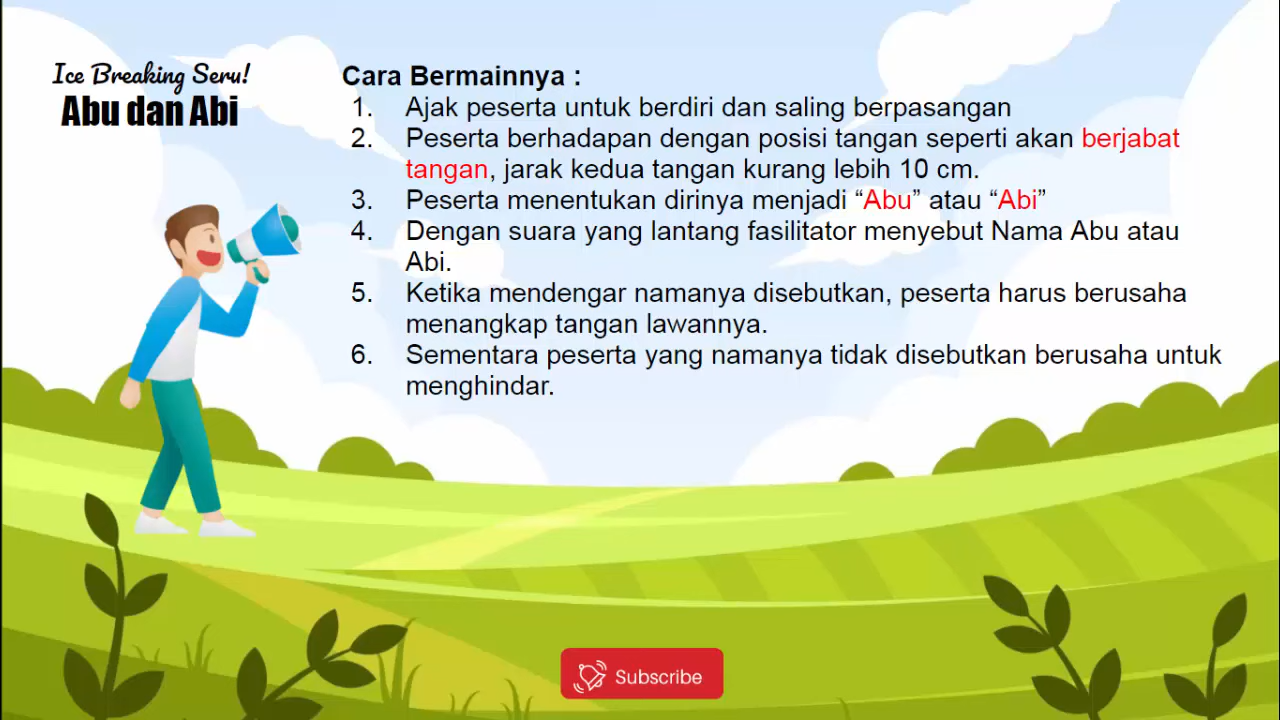 Ice Breaking Seru!
Abu dan Abi
Cara Bermainnya :
1. Ajak peserta untuk berdiri dan saling berpasangan
2. Peserta berhadapan dengan posisi tangan seperti akan berjabat
tangan, jarak kedua tangan kurang lebih 10 cm.
3. Peserta menentukan dirinya menjadi “Abu” atau “Abi”
4. Dengan suara yang lantang fasilitator menyebut Nama Abu atau
Abi.
5. Ketika mendengar namanya disebutkan, peserta harus berusaha
menangkap tangan lawannya.
6. Sementara peserta yang namanya tidak disebutkan berusaha untuk
menghindar.
Subscribe